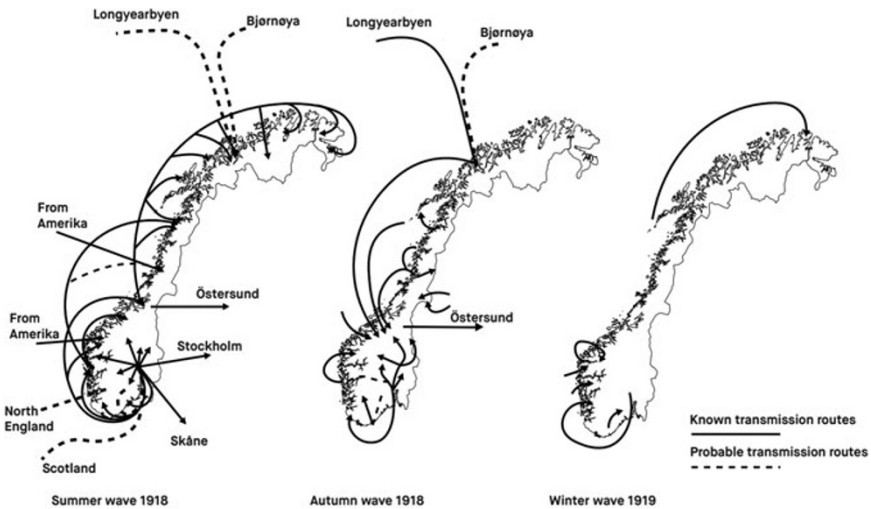 Longyearbyen
Bjørnøya
From
Amerika
Östersund
From
Amerika
Stockholm
North
England
Skåne
Scotland
Summer wave 1918
Longyearbyen
Bjørnøya
Östersund
Autumn wave 1918
Winter wave 1919
Known transmission routes
Probable transmission routes